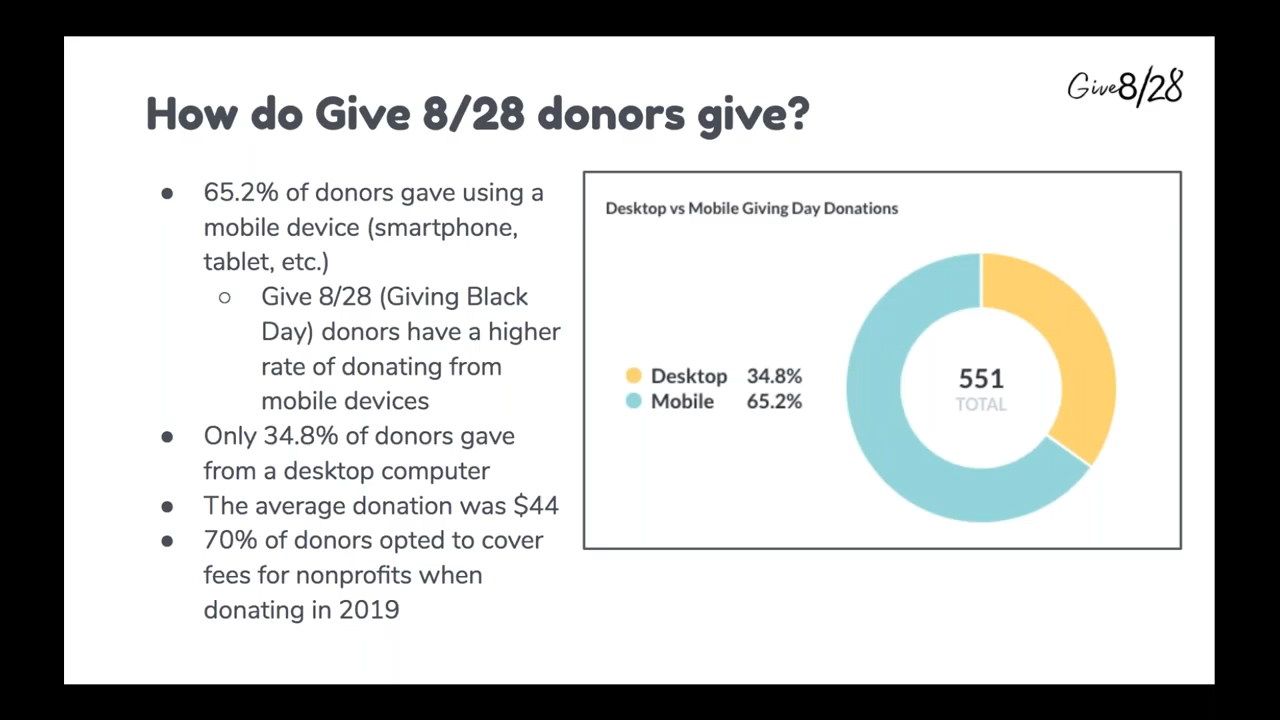 Give8/28
How do Give 8/28 donors give?
● 65.2% of donors gave using a
mobile device (smartphone,
tablet, etc.)
○ Give 8/28 (Giving Black
Day) donors have a higher
rate of donating from
mobile devices
● Only 34.8% of donors gave
from a desktop computer
● The average donation was $44
● 70% of donors opted to cover
fees for nonprofits when
donating in 2019
Desktop vs Mobile Giving Day Donations
Desktop 34.8%
Mobile 65.2%
551
TOTAL